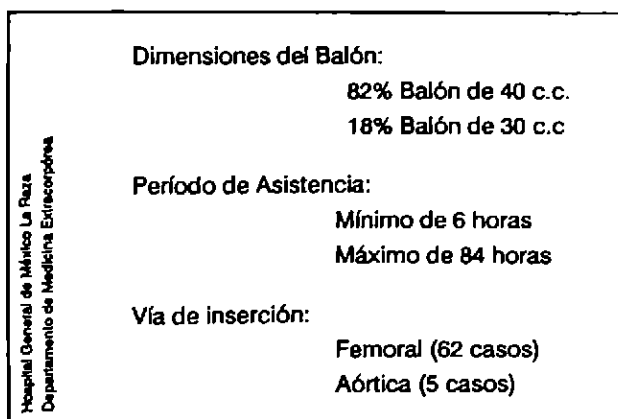 Dimensiones del Balón:
82% Balón de 40 c.c.
18% Balón de 30 c.c
Período de Asistencia:
Mínimo de 6 horas
Máximo de 84 horas
Vía de inserción:
Femoral (62 casos)
Aórtica (5 casos)
Hospital General de México La Raza
Departamento de Medicina Extracorpórea